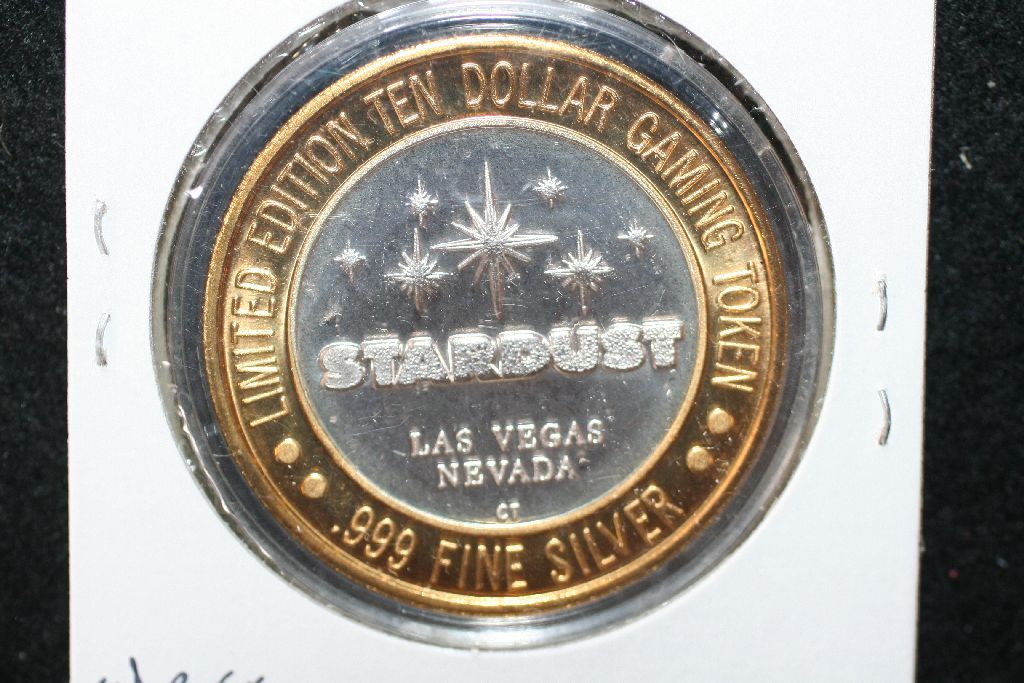 LIMITED EDITION TEN DOLLAR GAMING TOKEN
STARDUST
LAS VEGAS
NEVADA
CT
.999 FINE SILVER